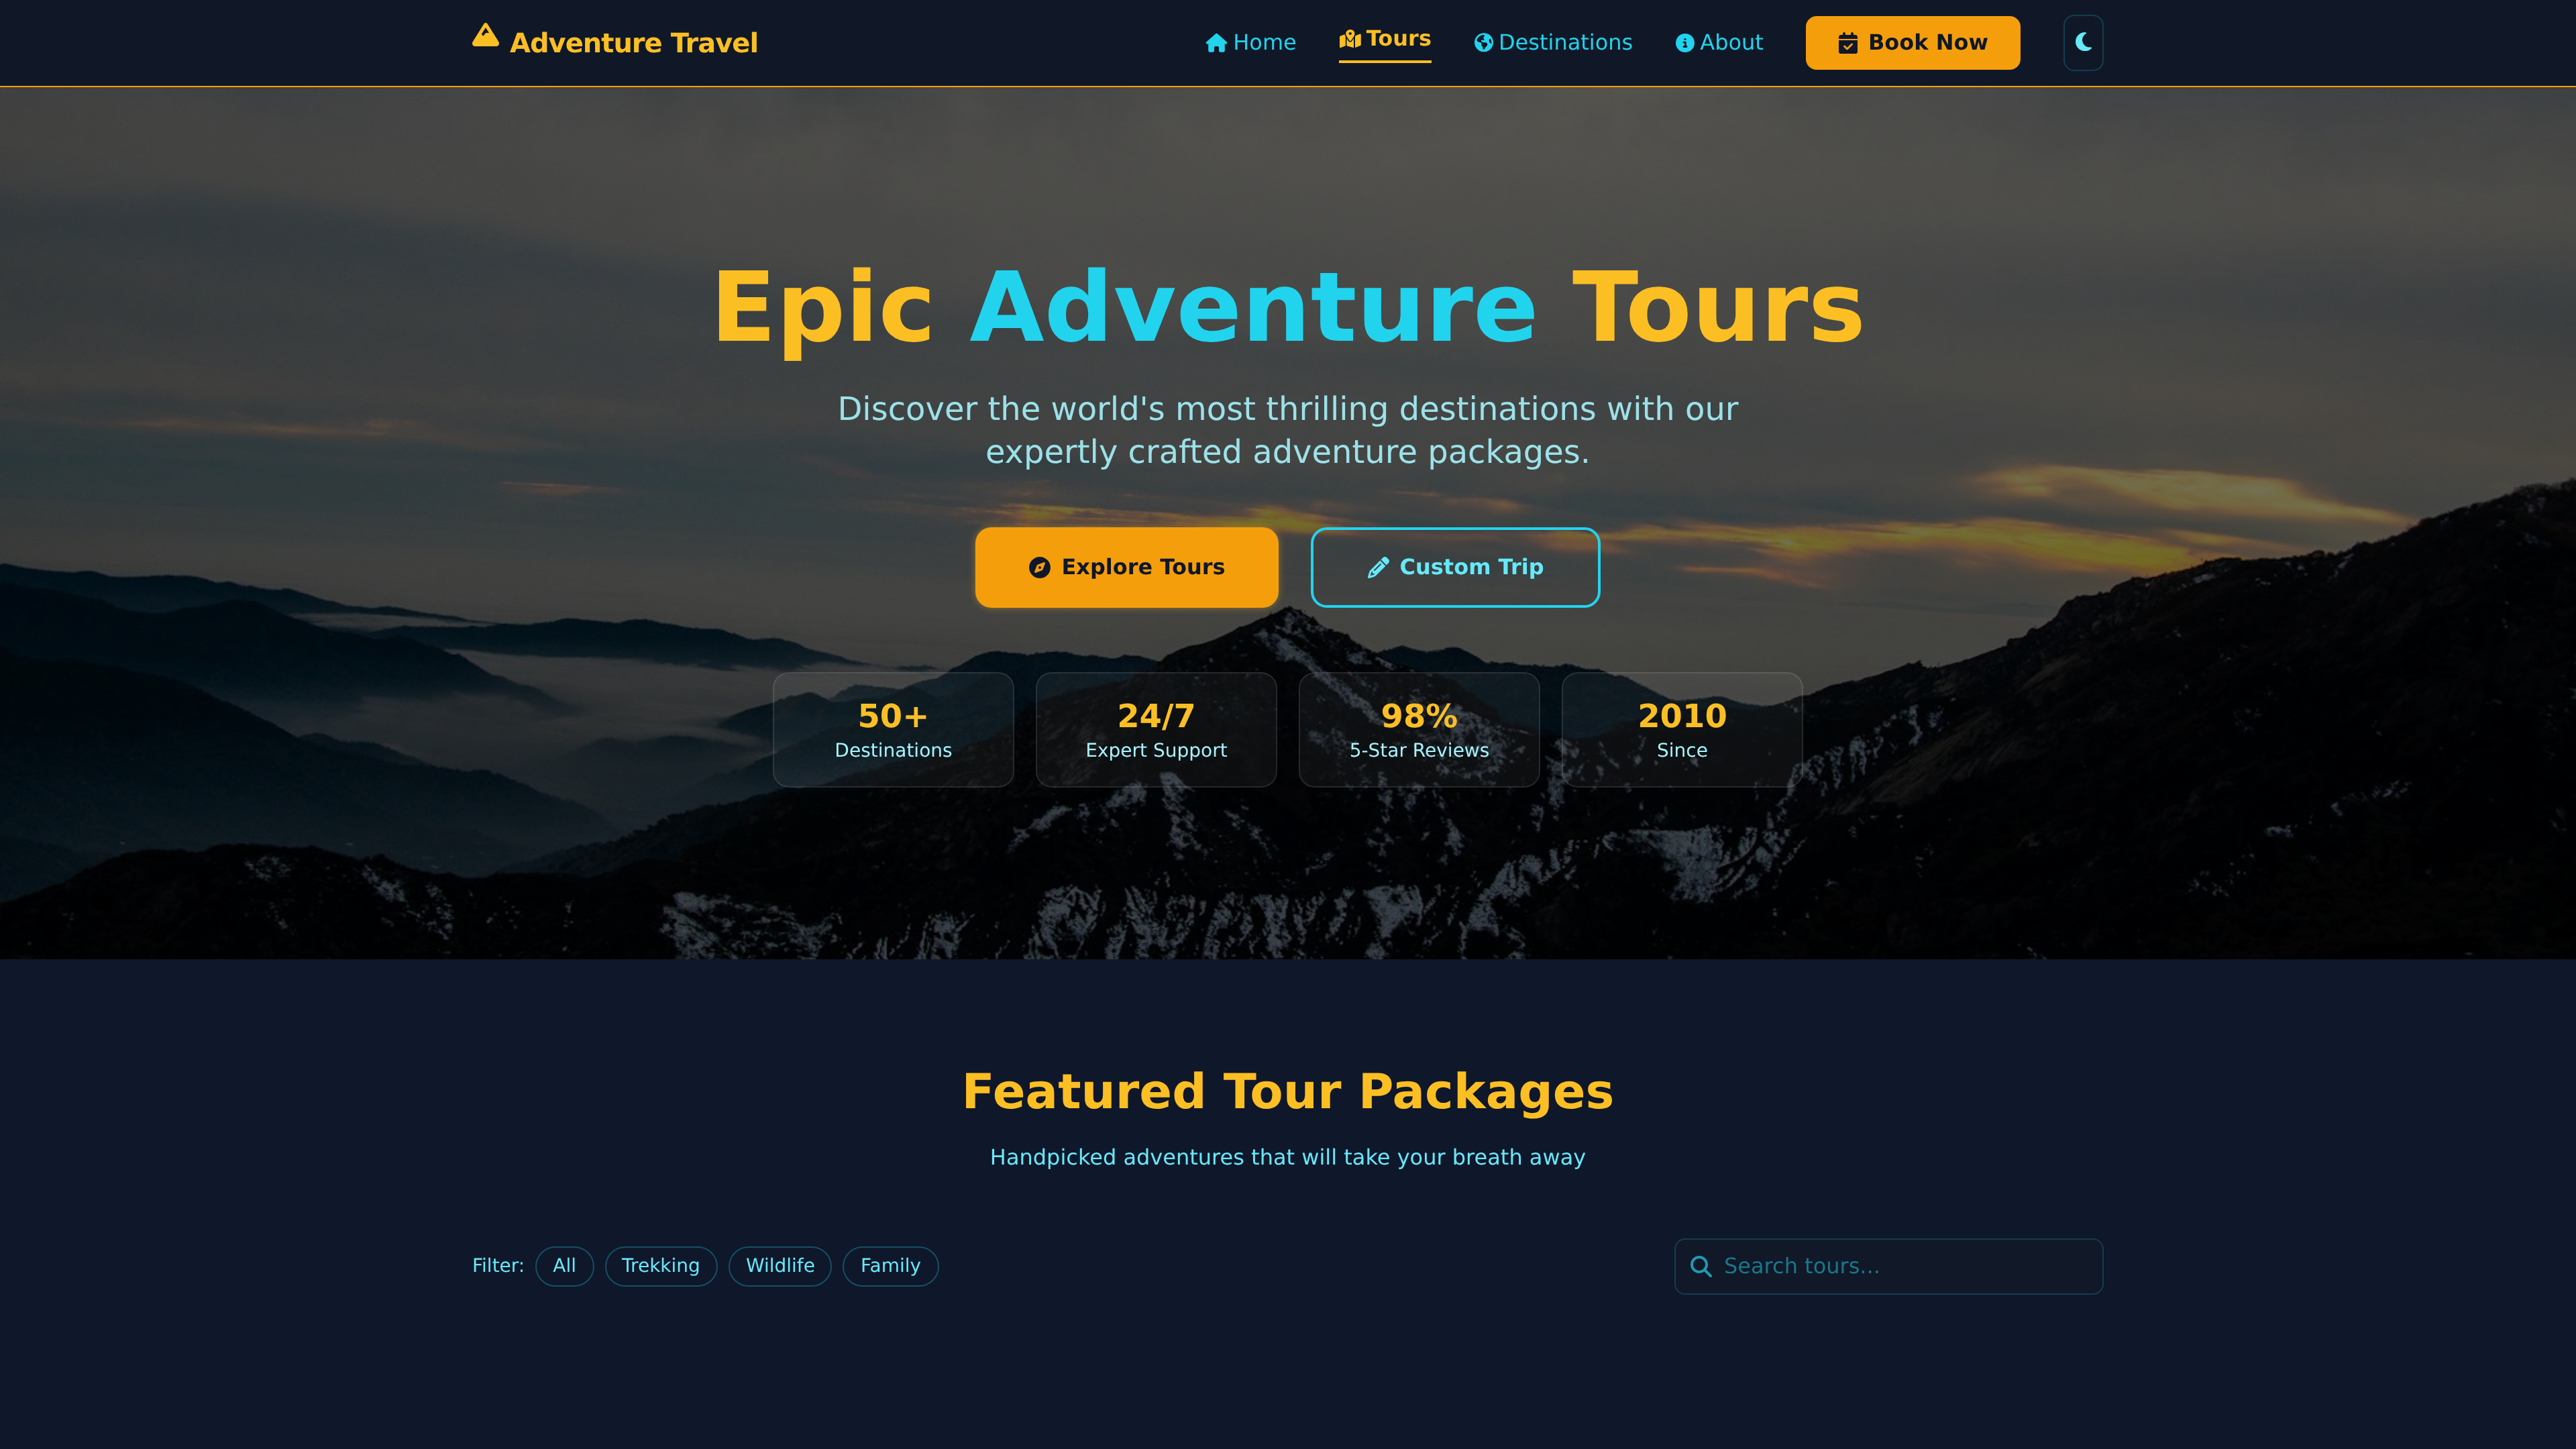 Adventure Travel
Home
Tours
Destinations
About
Book Now
Epic Adventure Tours
Discover the world's most thrilling destinations with our
expertly crafted adventure packages.
Explore Tours
Custom Trip
50+
Destinations
24/7
Expert Support
98%
5-Star Reviews
2010
Since
Featured Tour Packages
Handpicked adventures that will take your breath away
Filter:
All
Trekking
Wildlife
Family
Search tours...